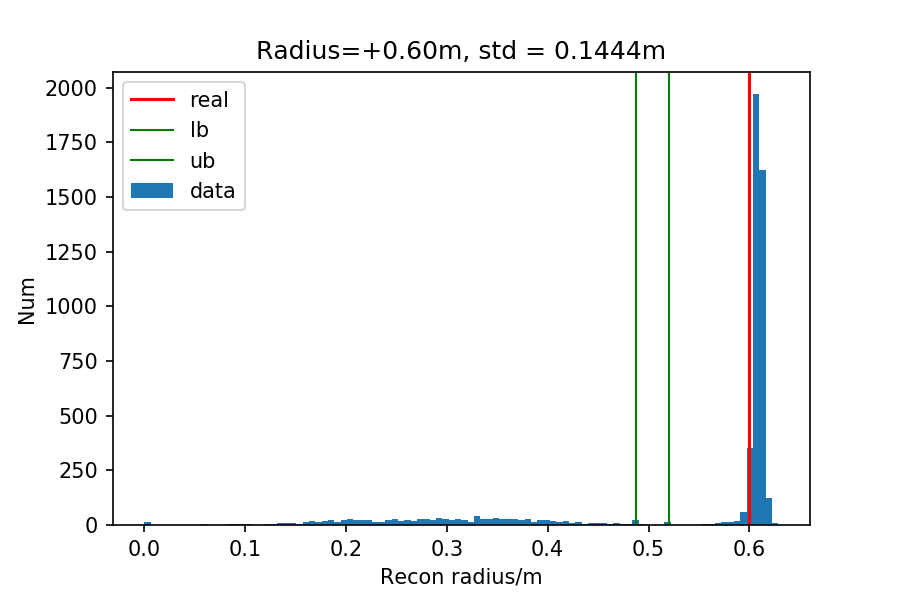 Radius=+0.60m, std = 0.1444m
2000
1750
1500
1250
1000
750
500
250
0
Num
real
lb
ub
data
0.0 0.1 0.2 0.3 0.4 0.5 0.6
Recon radius/m